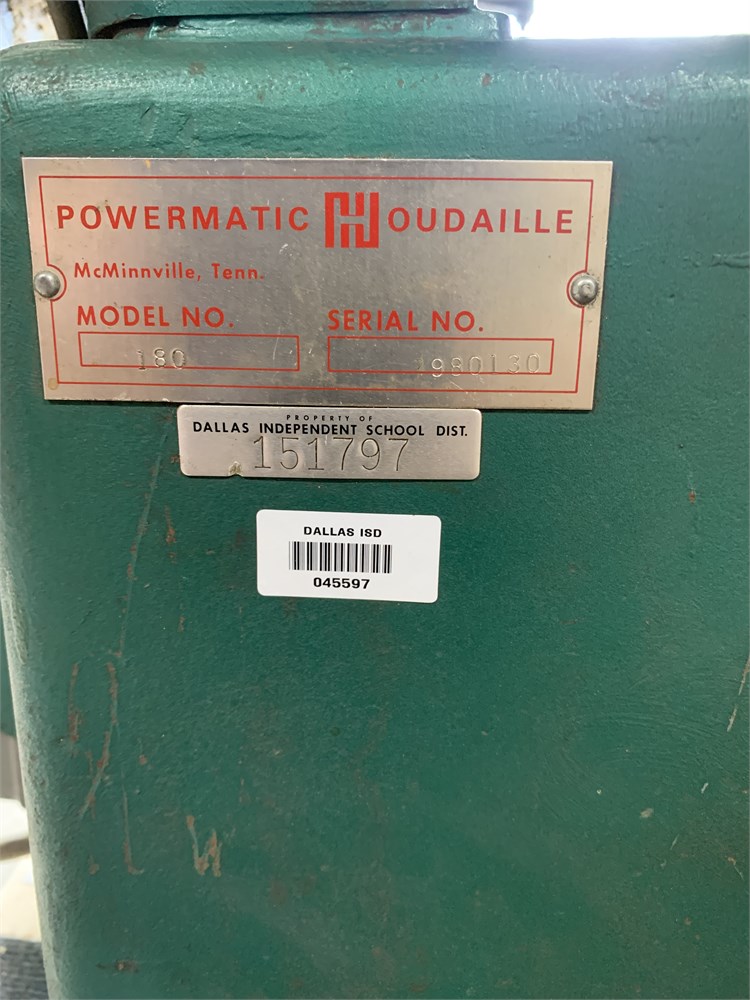 POWERMATIC HOUDAILLE
McMinnville, Tenn.
MODEL NO. SERIAL NO.
180 980130
PROPERTY OF
DALLAS INDEPENDENT SCHOOL DIST.
151797
DALLAS ISD
045597